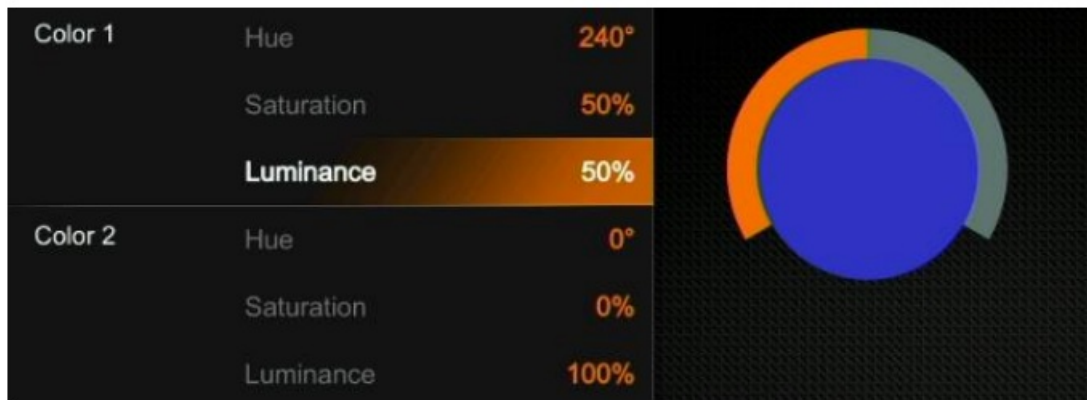 Color 1 Hue 240°
Saturation 50%
Luminance 50%
Color 2 Hue 0°
Saturation 0%
Luminance 100%